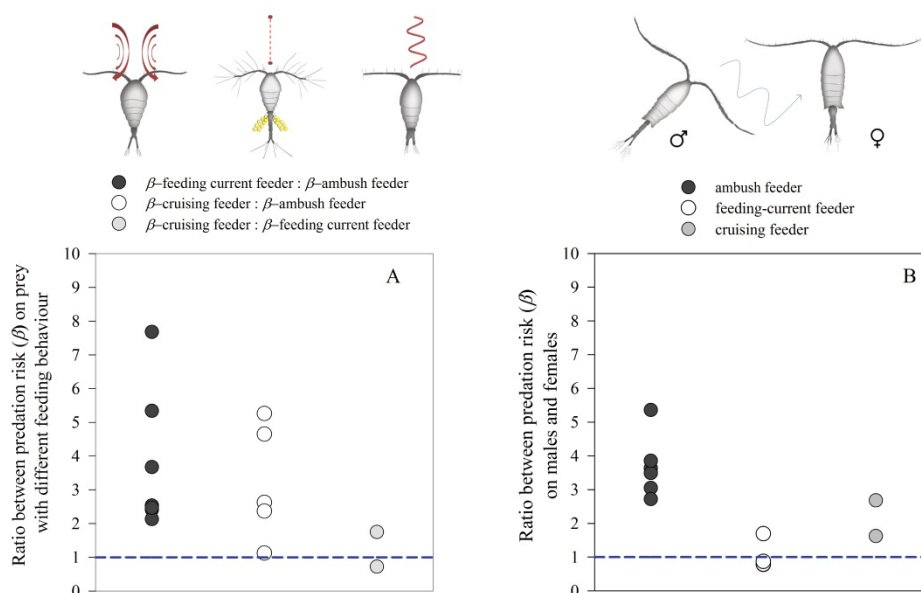 β–feeding current feeder : β–ambush feeder
β–cruising feeder : β–ambush feeder
β–cruising feeder : β–feeding current feeder
A
Ratio between predation risk (β) on prey
with different feeding behaviour
10
9
8
7
6
5
4
3
2
1
0
♂
♀
ambush feeder
feeding-current feeder
cruising feeder
B
Ratio between predation risk (β)
on males and females
10
9
8
7
6
5
4
3
2
1
0